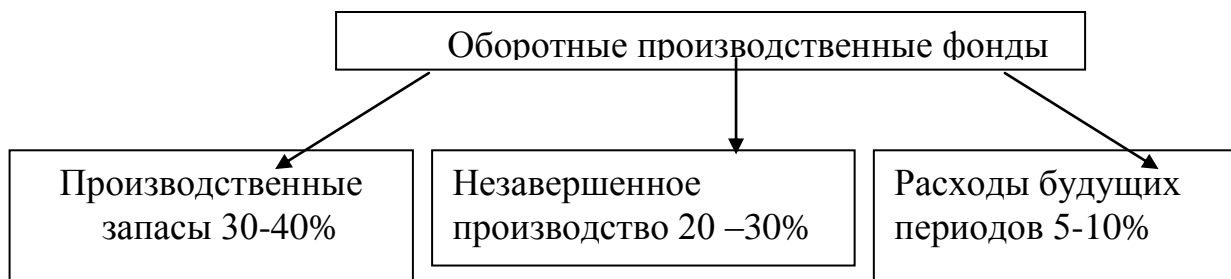 Оборотные производственные фонды
Производственные
запасы 30-40%
Незавершенное
производство 20 –30%
Расходы будущих
периодов 5-10%